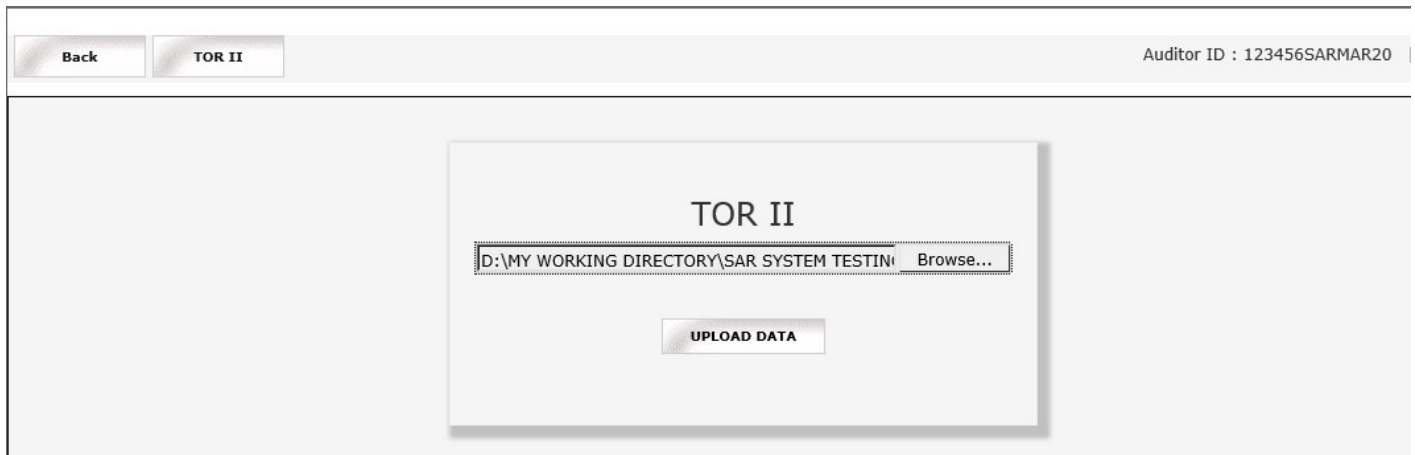 Back TOR II Auditor ID : 123456SARMAR20
TOR II
D:\MY WORKING DIRECTORY\SAR SYSTEM TESTIN Browse...
UPLOAD DATA